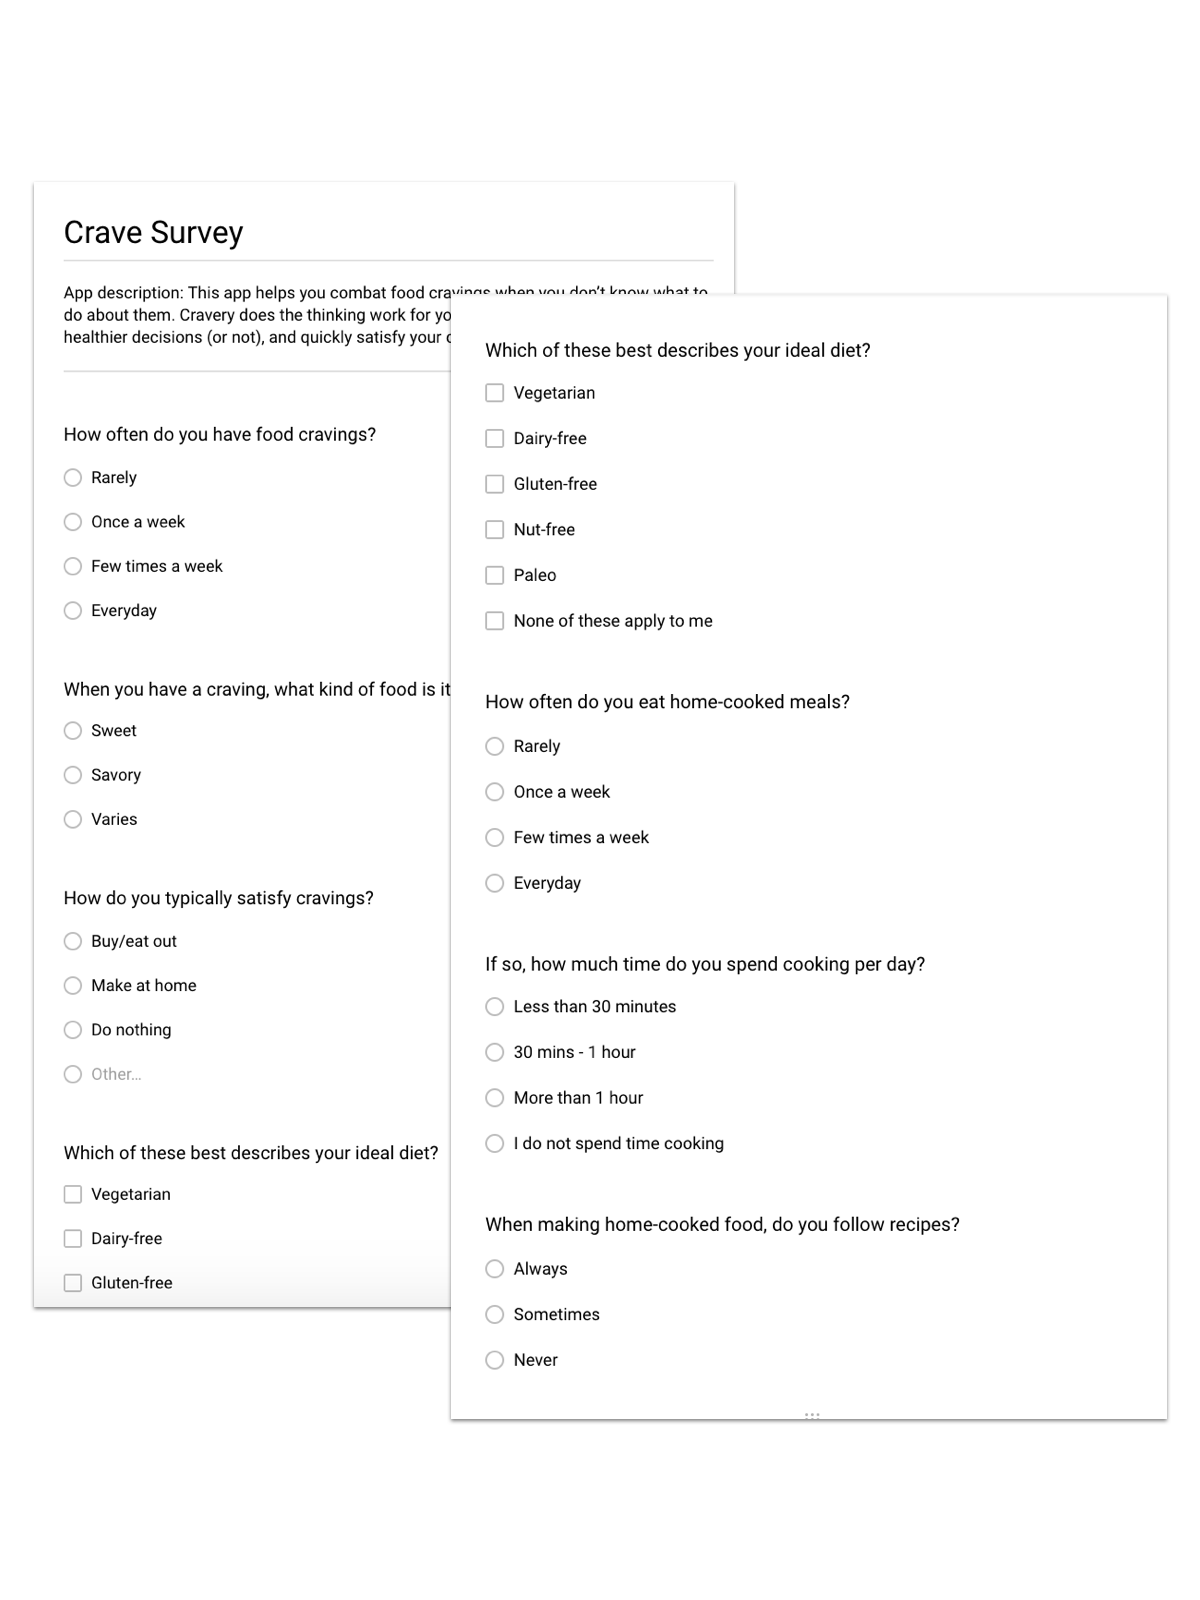 Crave Survey
App description: This app helps you combat food cravings when you don't know what to
do about them. Cravery does the thinking work for
healthier decisions (or not), and quickly satisfy your
How often do you have food cravings?
Rarely
Once a week
Few times a week
Everyday
When you have a craving, what kind of food is it
Sweet
Savory
Varies
How do you typically satisfy cravings?
Buy/eat out
Make at home
Do nothing
Other...
Which of these best describes your ideal diet?
Vegetarian
Dairy-free
Gluten-free
Which of these best describes your ideal diet?
Vegetarian
Dairy-free
Gluten-free
Nut-free
Paleo
None of these apply to me
How often do you eat home-cooked meals?
Rarely
Once a week
Few times a week
Everyday
If so, how much time do you spend cooking per day?
Less than 30 minutes
30 mins - 1 hour
More than 1 hour
I do not spend time cooking
When making home-cooked food, do you follow recipes?
Always
Sometimes
Never